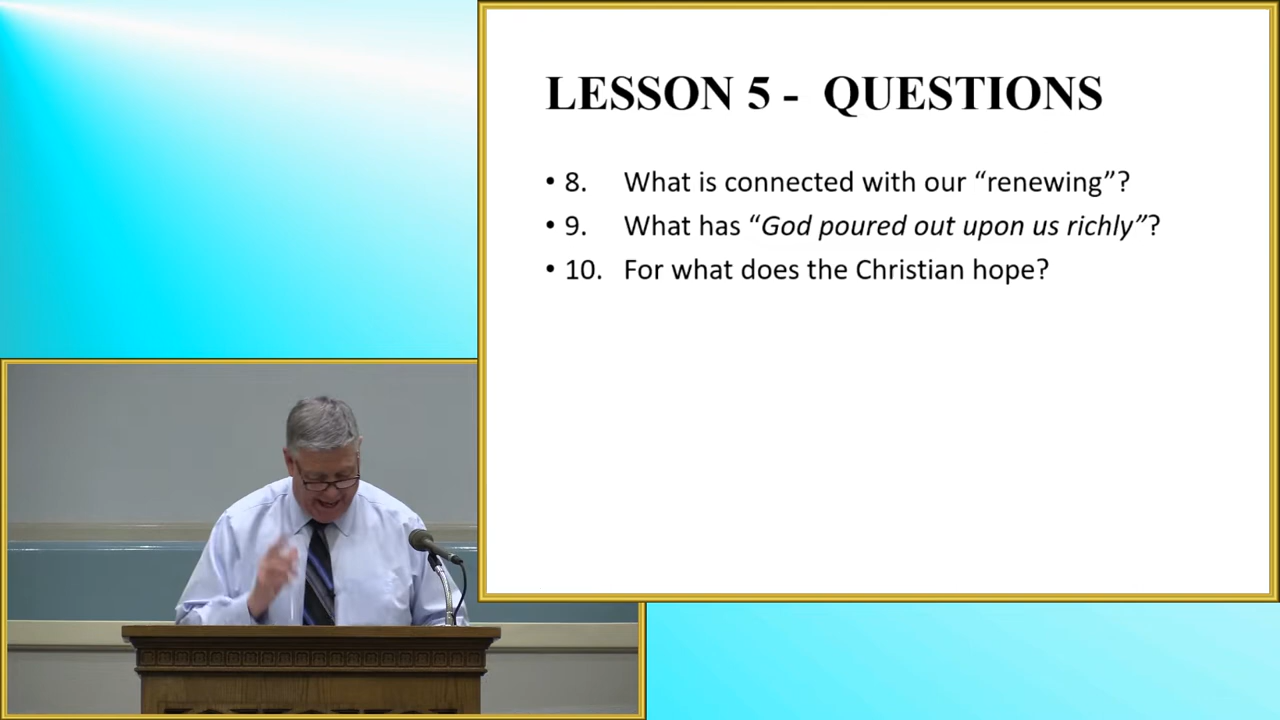 LESSON 5 - QUESTIONS
• 8. What is connected with our “renewing”?
• 9. What has “God poured out upon us richly”?
• 10. For what does the Christian hope?